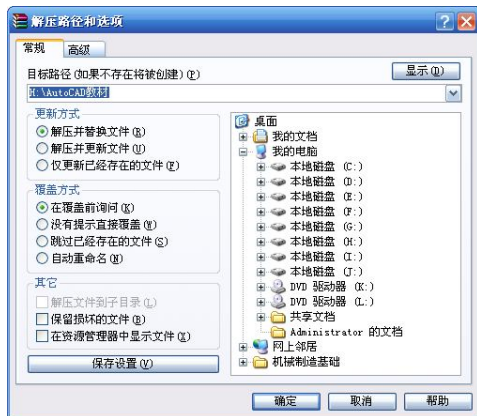 解压路径和选项
常规 高级
目标路径(如果不存在将被创建)(P)
显示(D)
H:\AutoCAD教材
更新方式
解压并替换文件(R)
解压并更新文件(U)
仅更新已经存在的文件(F)
覆盖方式
在覆盖前询问(K)
没有提示直接覆盖(W)
跳过已经存在的文件(S)
自动重命名(N)
其它
解压文件到子目录(L)
保留损坏的文件(B)
在资源管理器中显示文件(X)
保存设置(V)
桌面
我的文档
我的电脑
本地磁盘 (C:)
本地磁盘 (D:)
本地磁盘 (E:)
本地磁盘 (F:)
本地磁盘 (G:)
本地磁盘 (H:)
本地磁盘 (I:)
本地磁盘 (J:)
DVD 驱动器 (K:)
DVD 驱动器 (L:)
共享文档
Administrator 的文档
网上邻居
机械制造基础
确定 取消 帮助